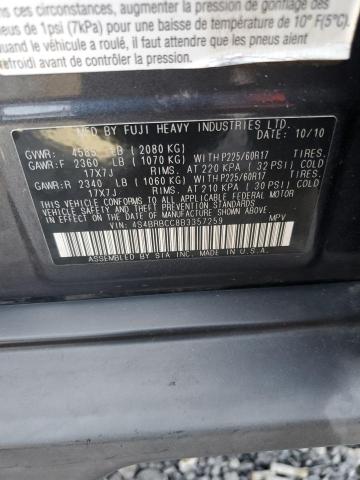 ns ces circonstances, augmenter la pression de gonflage des
neus de 1psi (7kPa) pour une baisse de température de 10° F(5°C).
Quand le véhicule a roulé, il faut attendre que les pneus
refroidis avant de contrôler la pression.
MFD BY FUJI HEAVY INDUSTRIES LTD.
DATE: 10/10
GVWR: 4585 LB (2080 KG)
GAWR:F 2360 LB (1070 KG) WITH P225/60R17 TIRES.
17X7J RIMS. AT 220 KPA (32 PSI) COLD
GAWR:R 2340 LB (1060 KG) WITH P225/60R17 TIRES.
17X7J RIMS. AT 210 KPA (30 PSI) COLD
THIS VEHICLE CONFORMS TO ALL APPLICABLE FEDERAL MOTOR
VEHICLE SAFETY AND THEFT PREVENTION STANDARDS
IN EFFECT ON THE DATE OF MANUFACTURE SHOWN ABOVE.
VIN: 4S4BRBCC8B3357259 MPV
ASSEMBLED BY SIA INC. MADE IN U.S.A.